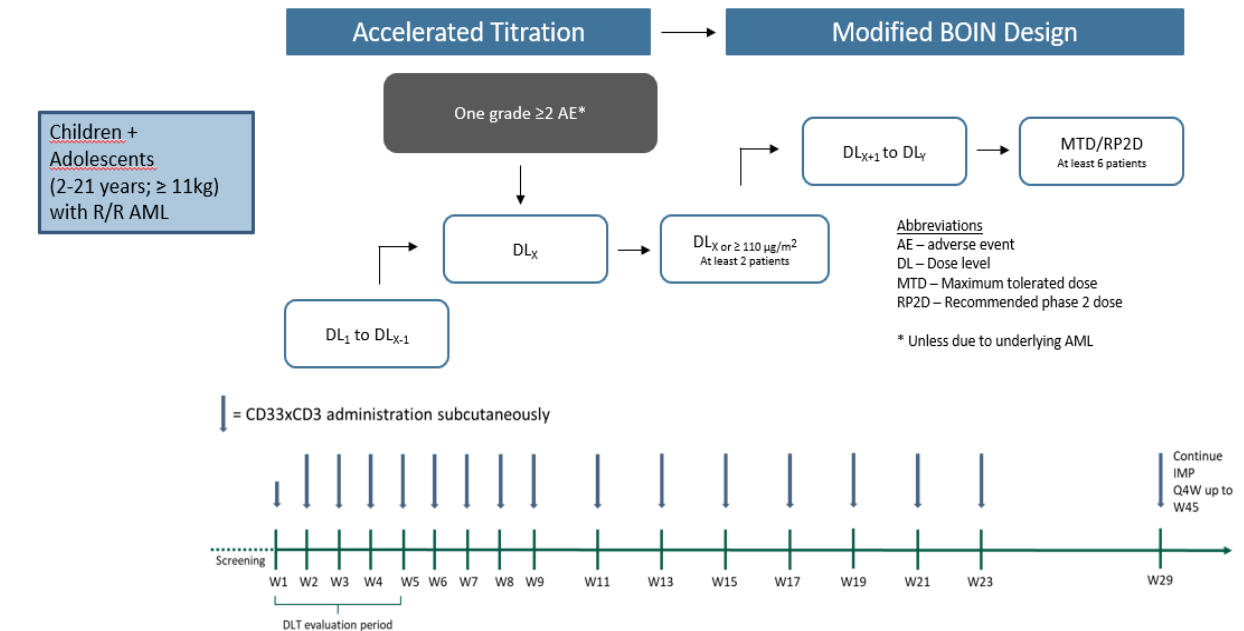 Accelerated Titration
Modified BOIN Design
One grade ≥2 AE*
Children +
Adolescents
(2-21 years; ≥ 11kg)
with R/R AML
DL1 to DLX-1
DLX
DLX or ≥ 110 µg/m²
At least 2 patients
DLX+1 to DLY
MTD/RP2D
At least 6 patients
Abbreviations
AE – adverse event
DL – Dose level
MTD – Maximum tolerated dose
RP2D – Recommended phase 2 dose
* Unless due to underlying AML
= CD33xCD3 administration subcutaneously
Continue
IMP
Q4W up to
W45
Screening
W1 W2 W3 W4 W5 W6 W7 W8 W9 W11 W13 W15 W17 W19 W21 W23 W29
DLT evaluation period